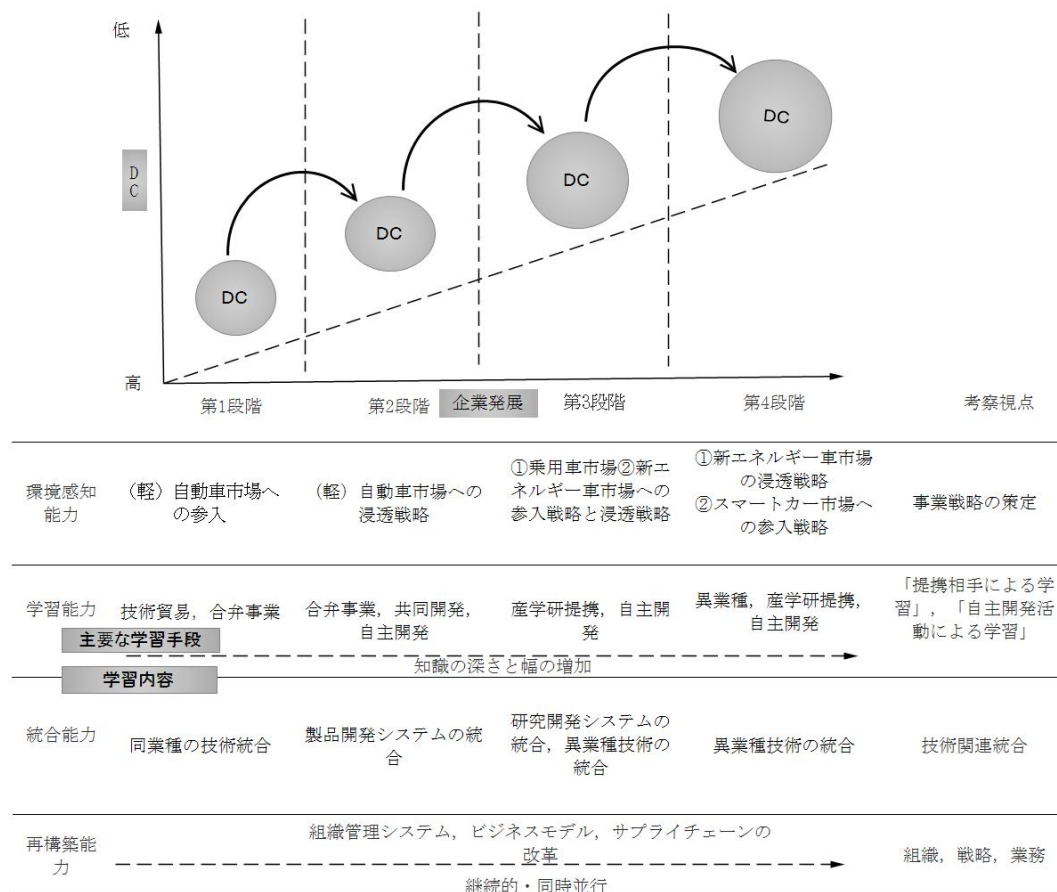 低
DC
DC
DC
DC
DC
高
第1段階
第2段階
企業発展
第3段階
第4段階
考察視点
環境感知
能力
（軽）自動車市場へ
の参入
（軽）自動車市場への
浸透戦略
①乗用車市場②新エ
ネルギー車市場への
参入戦略と浸透戦略
①新エネルギー車市場
の浸透戦略
②スマートカー市場へ
の参入戦略
事業戦略の策定
学習能力
技術貿易，合弁事業
合弁事業，共同開発，
自主開発
産学研提携，自主開
発
異業種，産学研提携，
自主開発
「提携相手による学
習」，「自主開発活
動による学習」
主要な学習手段
知識の深さと幅の増加
学習内容
統合能力
同業種の技術統合
製品開発システムの統
合
研究開発システムの
統合，異業種技術の
統合
異業種技術の統合
技術関連統合
再構築能
力
組織管理システム，ビジネスモデル，サプライチェーンの
改革
継続的・同時並行
組織，戦略，業務